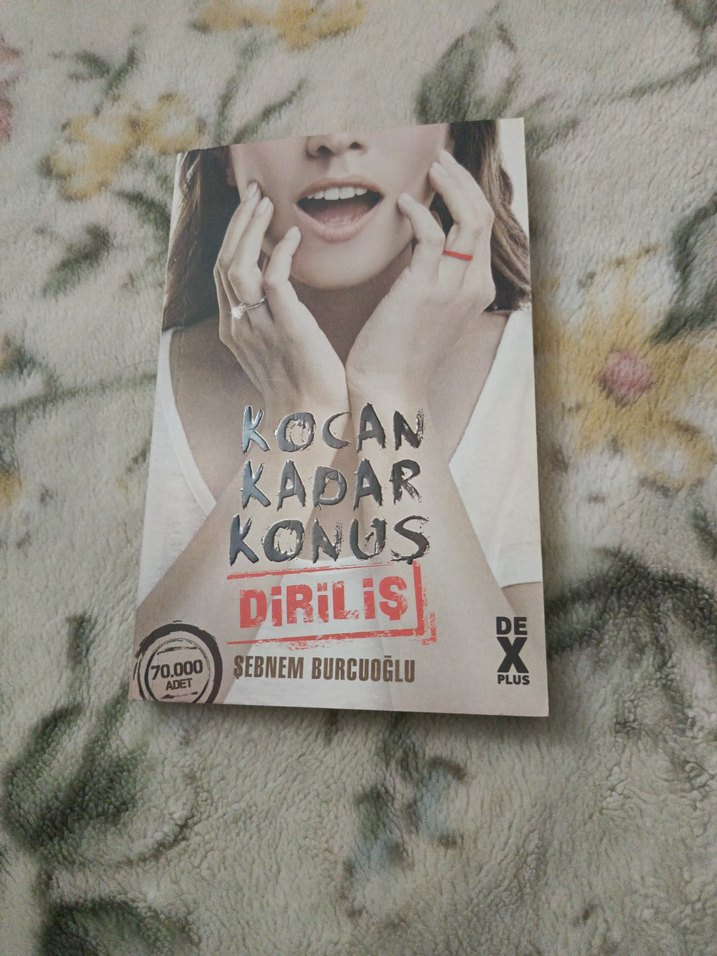 KOCAN
KADAR
KONUŞ
DİRİLİŞ
ŞEBNEM BURCUOĞLU
70.000
ADET
DE
X
PLUS